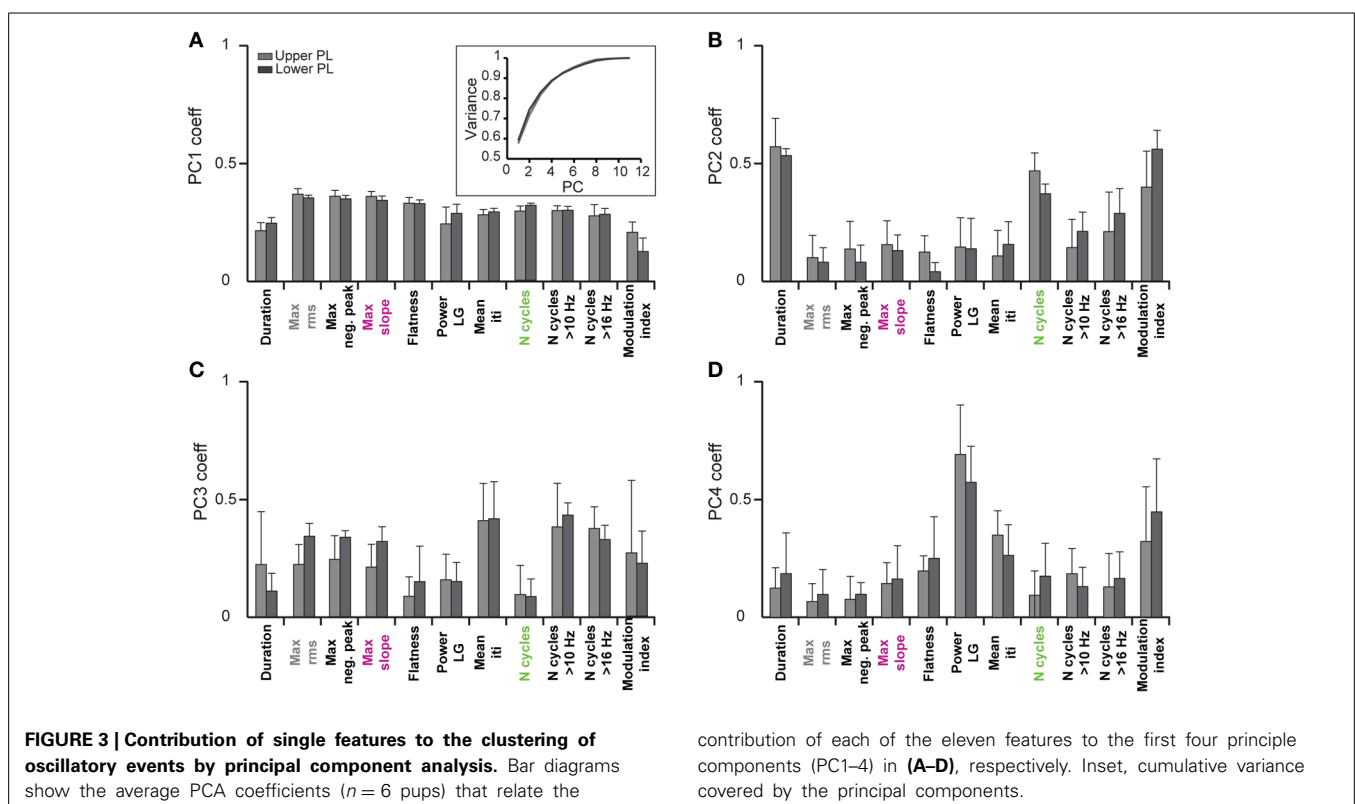 A
1
Upper PL
Lower PL
PC1 coeff
0.5
0
Variance
1
0.9
0.8
0.7
0.6
0.5
0 2 4 6 8 10 12
PC
Duration
Max rms
Max neg. peak
Max slope
Flatness
Power LG
Mean iti
N cycles
N cycles >10 Hz
N cycles >16 Hz
Modulation index
B
1
PC2 coeff
0.5
0
Duration
Max rms
Max neg. peak
Max slope
Flatness
Power LG
Mean iti
N cycles
N cycles >10 Hz
N cycles >16 Hz
Modulation index
C
1
PC3 coeff
0.5
0
Duration
Max rms
Max neg. peak
Max slope
Flatness
Power LG
Mean iti
N cycles
N cycles >10 Hz
N cycles >16 Hz
Modulation index
D
1
PC4 coeff
0.5
0
Duration
Max rms
Max neg. peak
Max slope
Flatness
Power LG
Mean iti
N cycles
N cycles >10 Hz
N cycles >16 Hz
Modulation index
FIGURE 3 | Contribution of single features to the clustering of
oscillatory events by principal component analysis. Bar diagrams
show the average PCA coefficients (n = 6 pups) that relate the
contribution of each of the eleven features to the first four principle
components (PC1–4) in (A–D), respectively. Inset, cumulative variance
covered by the principal components.